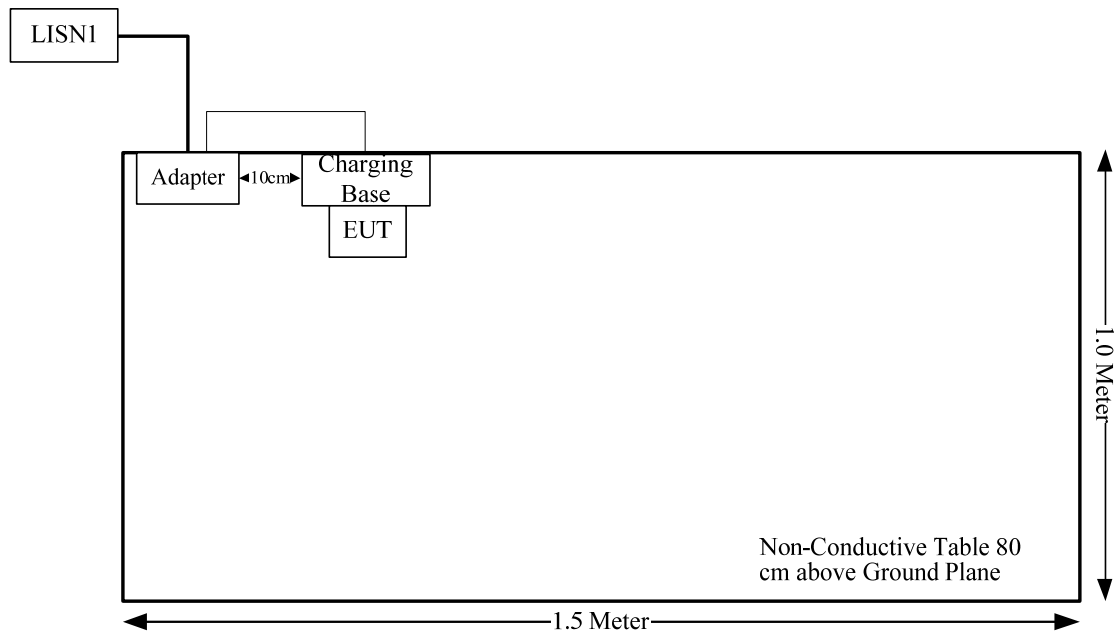 LISN1
Adapter
10cm
Charging
Base
EUT
1.0 Meter
Non-Conductive Table 80
cm above Ground Plane
1.5 Meter